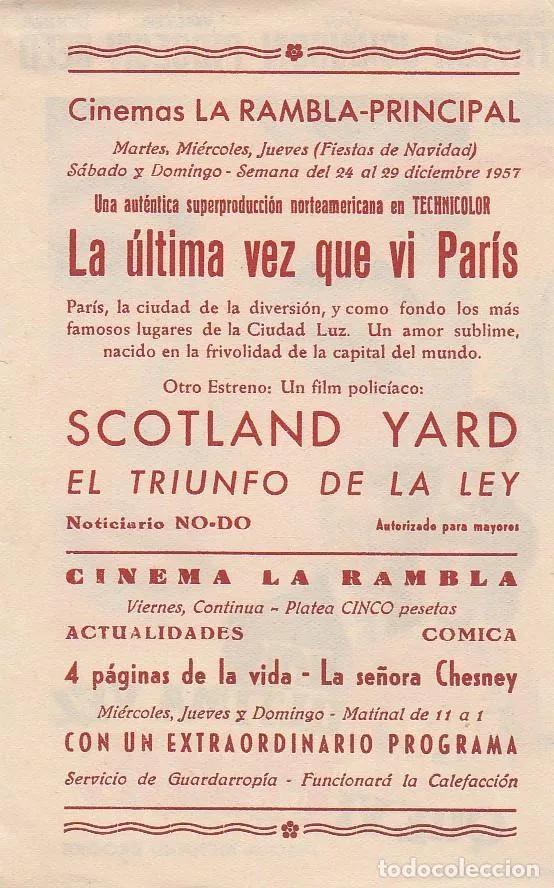 Cinemas LA RAMBLA-PRINCIPAL
Martes, Miércoles, Jueves (Fiestas de Navidad)
Sábado y Domingo - Semana del 24 al 29 diciembre 1957
Una auténtica superproducción norteamericana en TECHNICOLOR
La última vez que vi París
París, la ciudad de la diversión, y como fondo los más
famosos lugares de la Ciudad Luz. Un amor sublime,
nacido en la frivolidad de la capital del mundo.
Otro Estreno: Un film policíaco:
SCOTLAND YARD
EL TRIUNFO DE LA LEY
Noticiario NO-DO Autorizado para mayores
CINEMA LA RAMBLA
Viernes, Continua - Platea CINCO pesetas
ACTUALIDADES COMICA
4 páginas de la vida - La señora Chesney
Miércoles, Jueves y Domingo - Matinal de 11 a 1
CON UN EXTRAORDINARIO PROGRAMA
Servicio de Guardarropía - Funcionará la Calefacción
todocoleccion